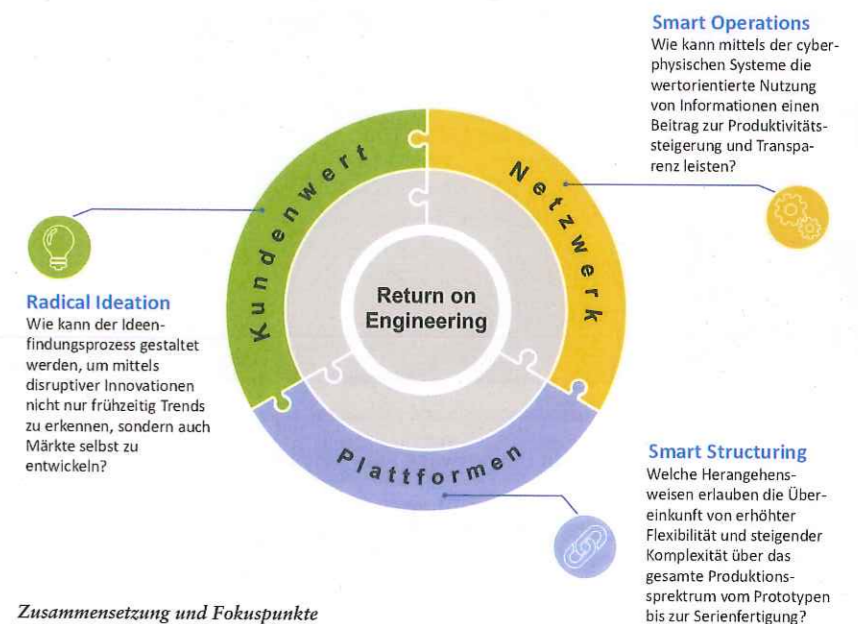 Smart Operations
Wie kann mittels der cyber-
physischen Systeme die
wertorientierte Nutzung
von Informationen einen
Beitrag zur Produktivitäts-
steigerung und Transpa-
renz leisten?
Kundenwert
Netzwerk
Return on
Engineering
Plattformen
Radical Ideation
Wie kann der Ideen-
findungsprozess gestaltet
werden, um mittels
disruptiver Innovationen
nicht nur frühzeitig Trends
zu erkennen, sondern auch
Märkte selbst zu
entwickeln?
Smart Structuring
Welche Herangehens-
weisen erlauben die Über-
einkunft von erhöhter
Flexibilität und steigender
Komplexität über das
gesamte Produktions-
spektrum vom Prototypen
bis zur Serienfertigung?
Zusammensetzung und Fokuspunkte